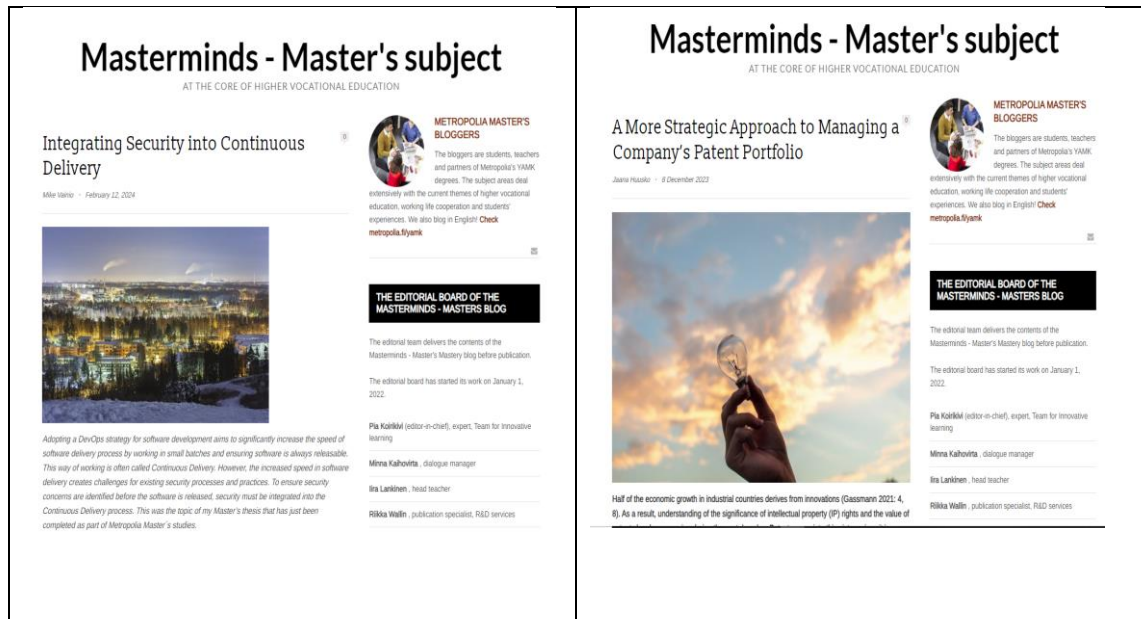 Masterminds - Master's subject
AT THE CORE OF HIGHER VOCATIONAL EDUCATION
Integrating Security into Continuous
Delivery
0
Mike Vainio - February 12, 2024
Adopting a DevOps strategy for software development aims to significantly increase the speed of
software delivery process by working in small batches and ensuring software is always releasable.
This way of working is often called Continuous Delivery. However, the increased speed in software
delivery creates challenges for existing security processes and practices. To ensure security
concerns are identified before the software is released, security must be integrated into the
Continuous Delivery process. This was the topic of my Master's thesis that has just been
completed as part of Metropolia Master´s studies.
METROPOLIA MASTER'S
BLOGGERS
The bloggers are students, teachers
and partners of Metropolia's YAMK
degrees. The subject areas deal
extensively with the current themes of higher vocational
education, working life cooperation and students'
experiences. We also blog in English! Check
metropolia.fi/yamk
THE EDITORIAL BOARD OF THE
MASTERMINDS - MASTERS BLOG
The editorial team delivers the contents of the
Masterminds - Master's Mastery blog before publication.
The editorial board has started its work on January 1,
2022.
Pia Koirikivi (editor-in-chief), expert, Team for Innovative
learning
Minna Kaihovirta , dialogue manager
Iira Lankinen , head teacher
Riikka Wallin , publication specialist, R&D services
Masterminds - Master's subject
AT THE CORE OF HIGHER VOCATIONAL EDUCATION
A More Strategic Approach to Managing a
Company's Patent Portfolio
0
Jaana Huusko - 8 December 2023
Half of the economic growth in industrial countries derives from innovations (Gassmann 2021: 4,
8). As a result, understanding of the significance of intellectual property (IP) rights and the value of
METROPOLIA MASTER'S
BLOGGERS
The bloggers are students, teachers
and partners of Metropolia's YAMK
degrees. The subject areas deal
extensively with the current themes of higher vocational
education, working life cooperation and students'
experiences. We also blog in English! Check
metropolia.fi/yamk
THE EDITORIAL BOARD OF THE
MASTERMINDS - MASTERS BLOG
The editorial team delivers the contents of the
Masterminds - Master's Mastery blog before publication.
The editorial board has started its work on January 1,
2022.
Pia Koirikivi (editor-in-chief), expert, Team for Innovative
learning
Minna Kaihovirta , dialogue manager
Iira Lankinen , head teacher
Riikka Wallin , publication specialist, R&D services